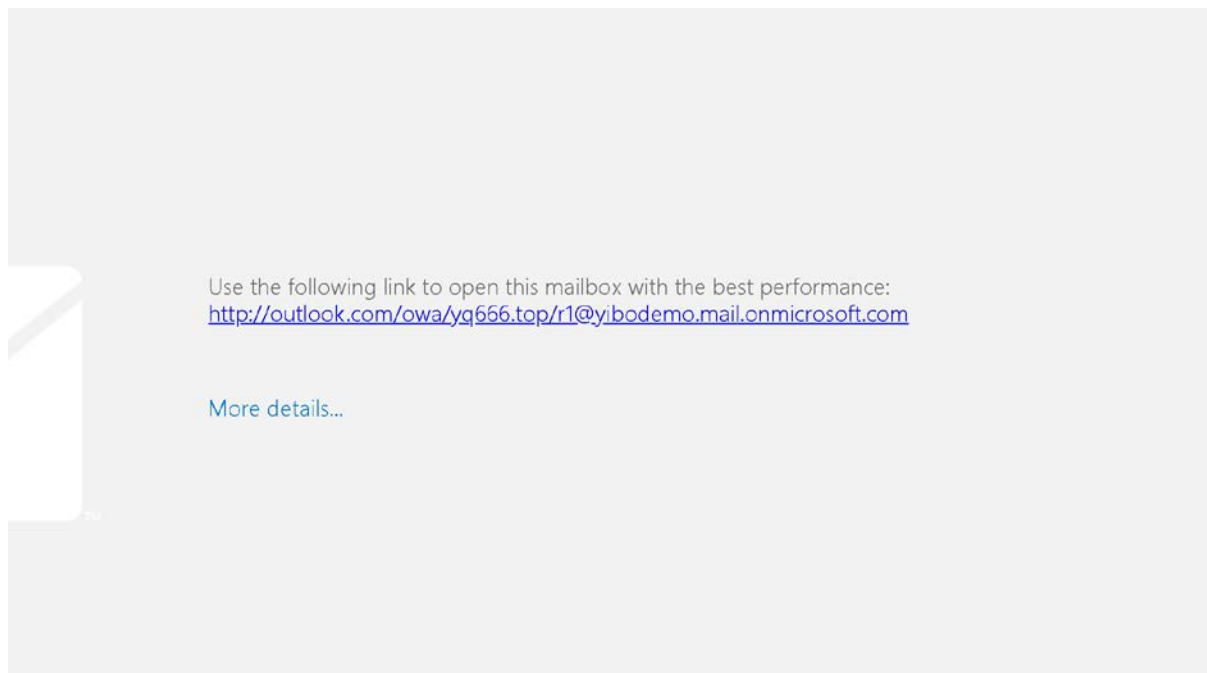 Use the following link to open this mailbox with the best performance:
http://outlook.com/owa/yq666.top/r1@yibodemo.mail.onmicrosoft.com
More details...
TM